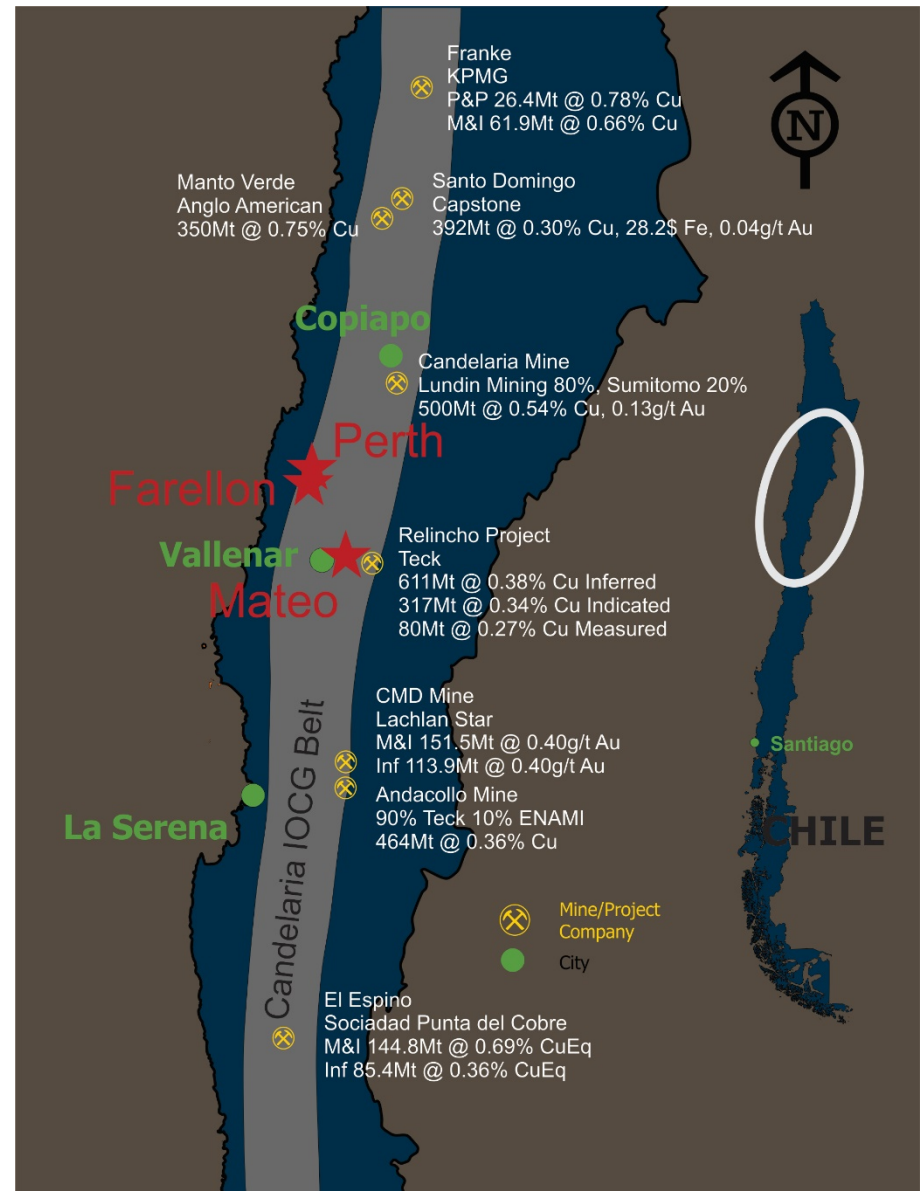 Franke
KPMG
P&P 26.4Mt @ 0.78% Cu
M&I 61.9Mt @ 0.66% Cu
N
Manto Verde
Anglo American
350Mt @ 0.75% Cu
Santo Domingo
Capstone
392Mt @ 0.30% Cu, 28.2$ Fe, 0.04g/t Au
Copiapo
Candelaria Mine
Lundin Mining 80%, Sumitomo 20%
500Mt @ 0.54% Cu, 0.13g/t Au
Perth
Farellon
Vallenar
Mateo
Relincho Project
Teck
611Mt @ 0.38% Cu Inferred
317Mt @ 0.34% Cu Indicated
80Mt @ 0.27% Cu Measured
CMD Mine
Lachlan Star
M&I 151.5Mt @ 0.40g/t Au
Inf 113.9Mt @ 0.40g/t Au
Andacollo Mine
90% Teck 10% ENAMI
464Mt @ 0.36% Cu
La Serena
Candelaria IOCG Belt
Santiago
CHILE
Mine/Project
Company
City
El Espino
Sociadad Punta del Cobre
M&I 144.8Mt @ 0.69% CuEq
Inf 85.4Mt @ 0.36% CuEq